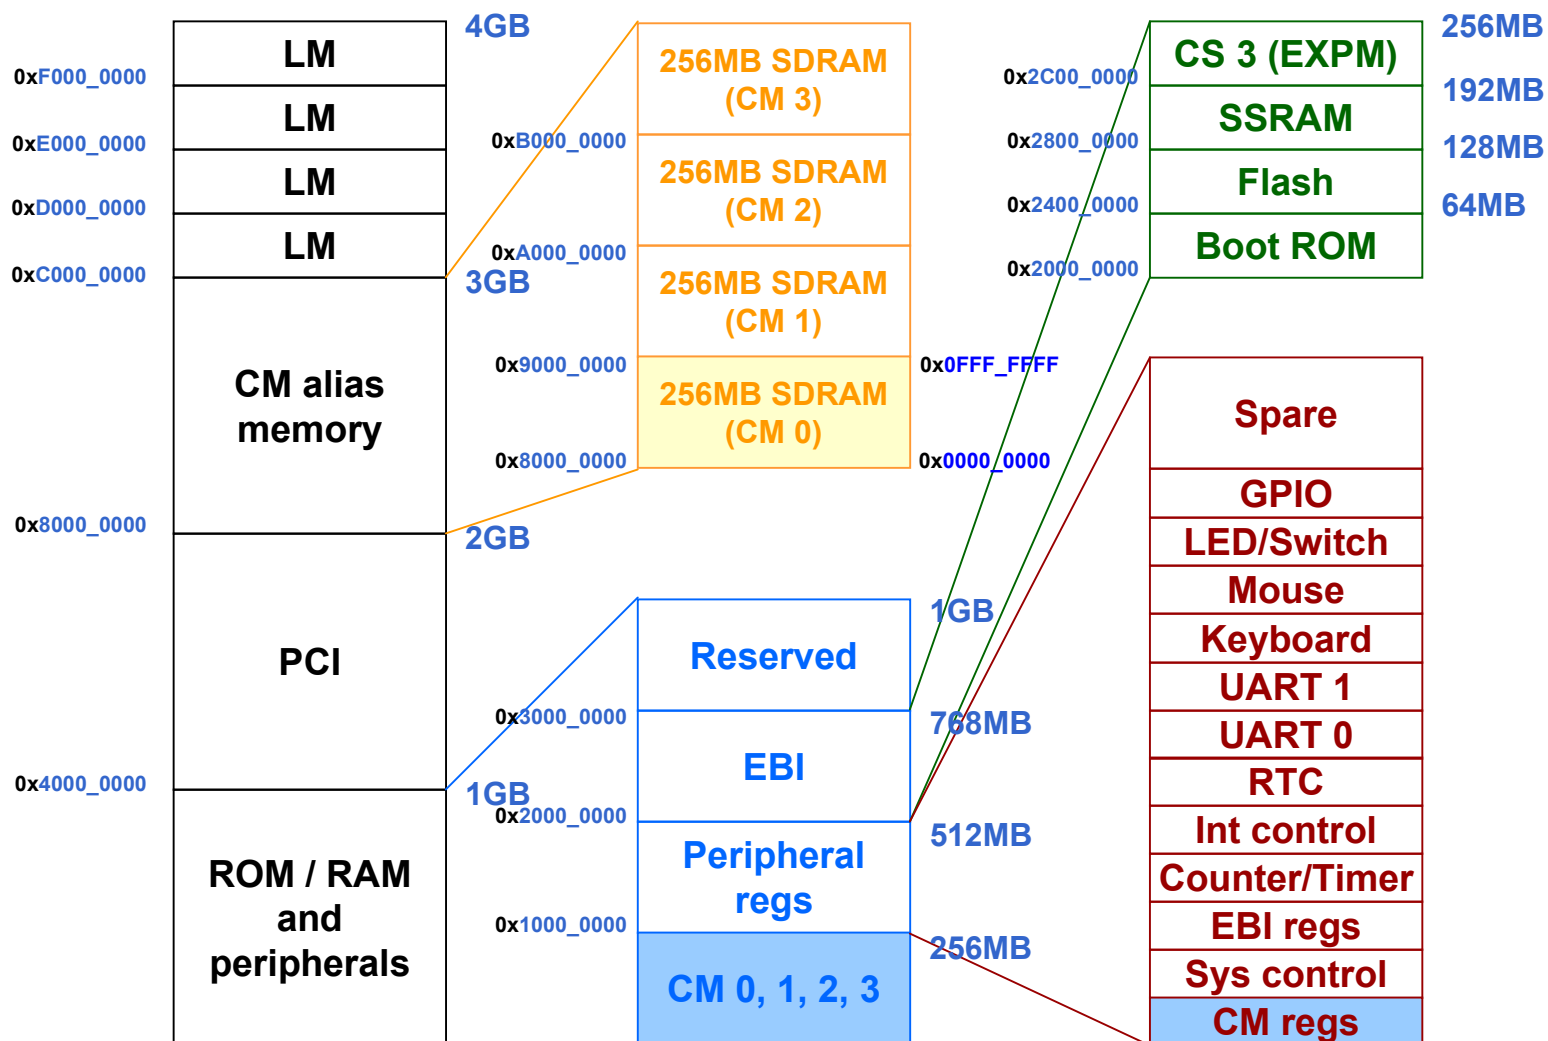 4GB
LM
0xF000_0000
LM
0xE000_0000
LM
0xD000_0000
LM
0xC000_0000
3GB
CM alias
memory
0x8000_0000
2GB
PCI
0x4000_0000
1GB
ROM / RAM
and
peripherals
256MB SDRAM
(CM 3)
0xB000_0000
256MB SDRAM
(CM 2)
0xA000_0000
256MB SDRAM
(CM 1)
0x9000_0000
0x0FFF_FFFF
256MB SDRAM
(CM 0)
0x8000_0000
0x0000_0000
1GB
Reserved
0x3000_0000
768MB
EBI
0x2000_0000
512MB
Peripheral
regs
0x1000_0000
256MB
CM 0, 1, 2, 3
256MB
CS 3 (EXPM)
0x2C00_0000
192MB
SSRAM
0x2800_0000
128MB
Flash
0x2400_0000
64MB
Boot ROM
0x2000_0000
Spare
GPIO
LED/Switch
Mouse
Keyboard
UART 1
UART 0
RTC
Int control
Counter/Timer
EBI regs
Sys control
CM regs